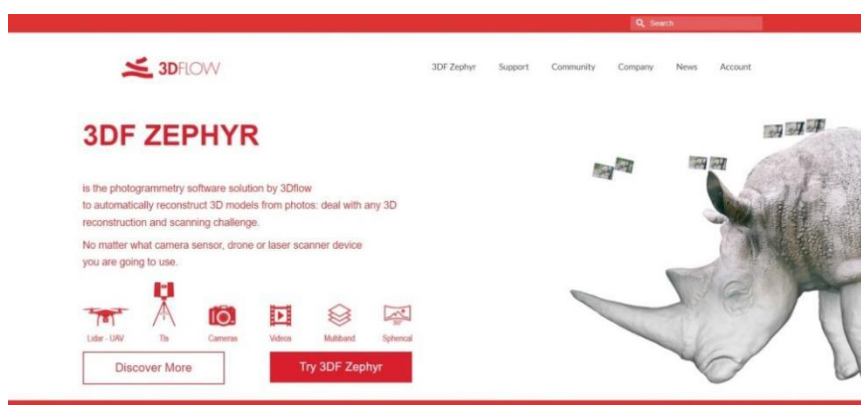 Search
3DFLOW
3DF Zephyr Support Community Company News Account
3DF ZEPHYR
is the photogrammetry software solution by 3Dflow
to automatically reconstruct 3D models from photos: deal with any 3D
reconstruction and scanning challenge.
No matter what camera sensor, drone or laser scanner device
you are going to use.
Lidar - UAV Tls Cameras Videos Multiband Spherical
Discover More Try 3DF Zephyr